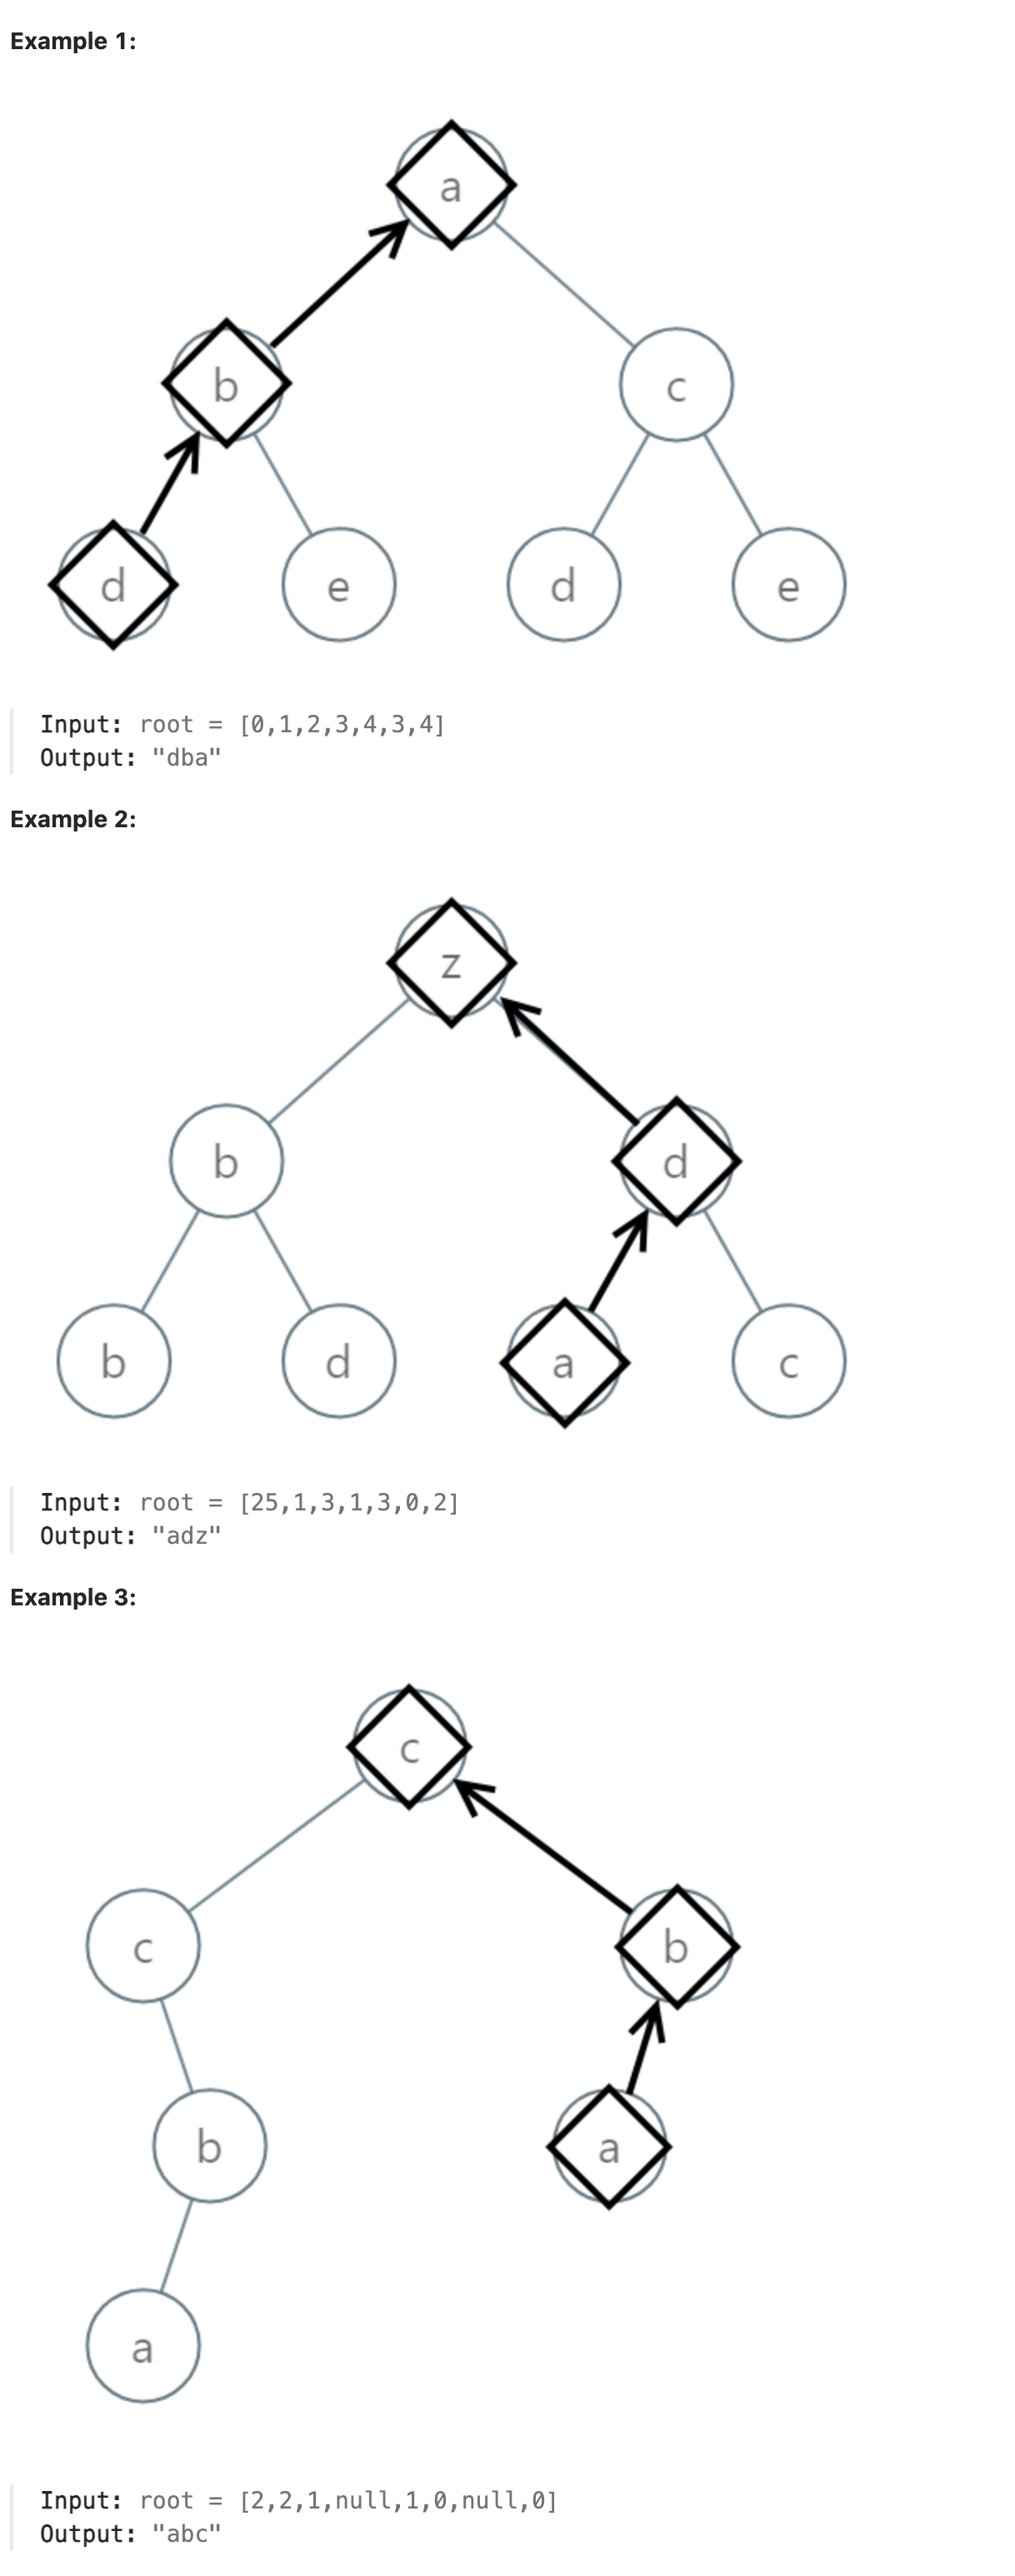 Example 1:
a
b
c
d
e
d
e
Input: root = [0,1,2,3,4,3,4]
Output: "dba"
Example 2:
z
b
d
b
d
a
c
Input: root = [25,1,3,1,3,0,2]
Output: "adz"
Example 3:
c
c
b
b
a
a
Input: root = [2,2,1,null,1,0,null,0]
Output: "abc"